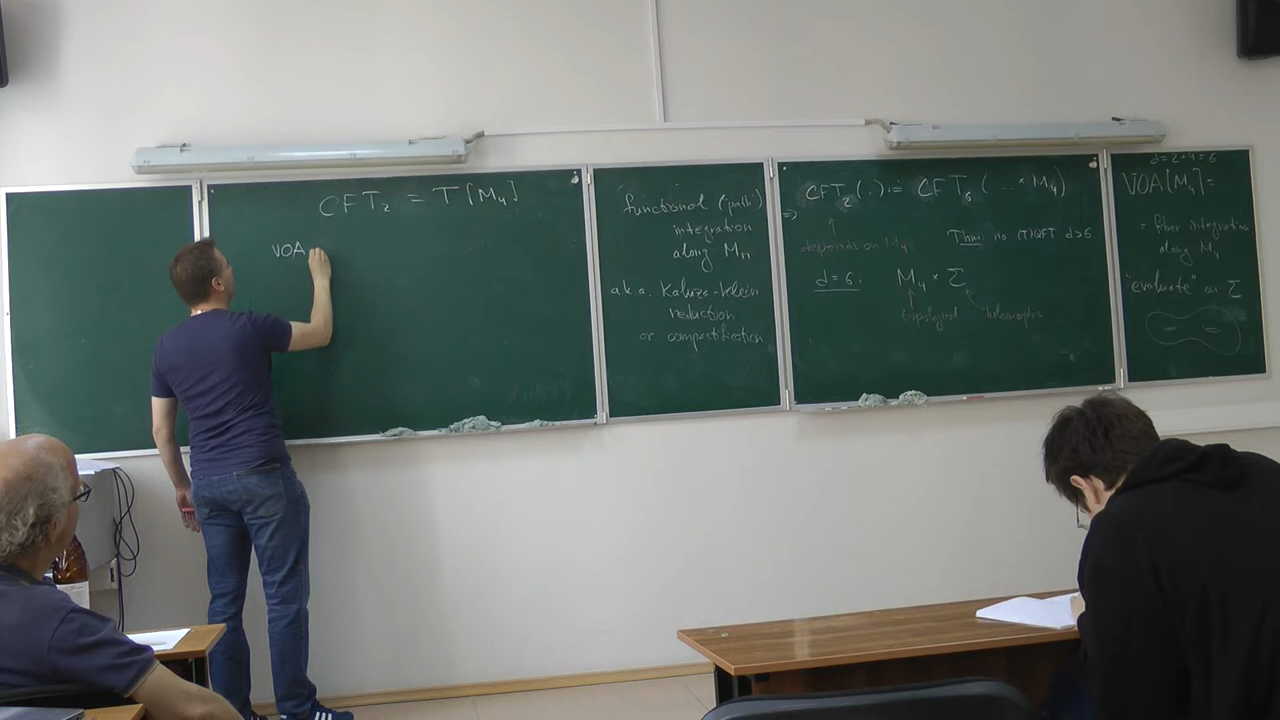 CFT₂ = T[M₄]
VOA
functional ('path')
integration
along Mₙ
a.k.a. Kaluza-Klein
reduction
or compactification
CFT₂(·) := CFT₆(... × M₄)
⇒
depends on M₄
Thus no (T)QFT d>6
d=6.
M₄ × Σ
topological
holomorphic
d=2+4=6
VOA[M₄]=
= fiber integration
along M₄
"evaluate" on Σ